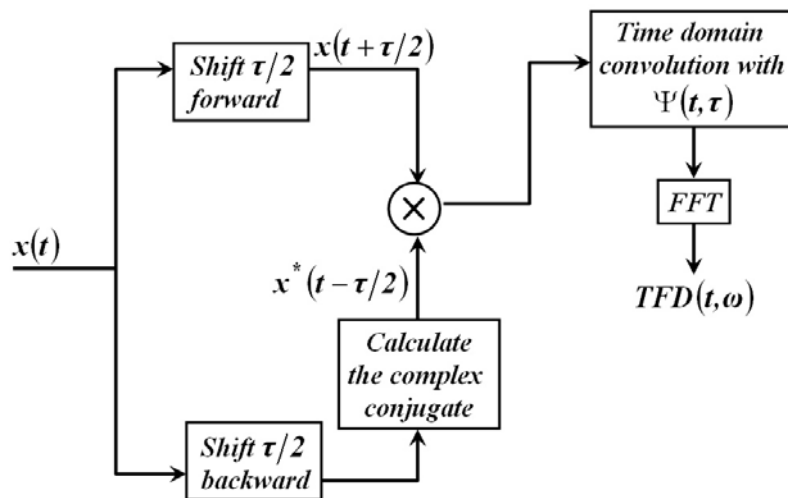 Shift τ/2
forward
x(t + τ/2)
Time domain
convolution with
Ψ(t, τ)
FFT
TFD(t, ω)
x(t)
x*(t − τ/2)
Calculate
the complex
conjugate
Shift τ/2
backward